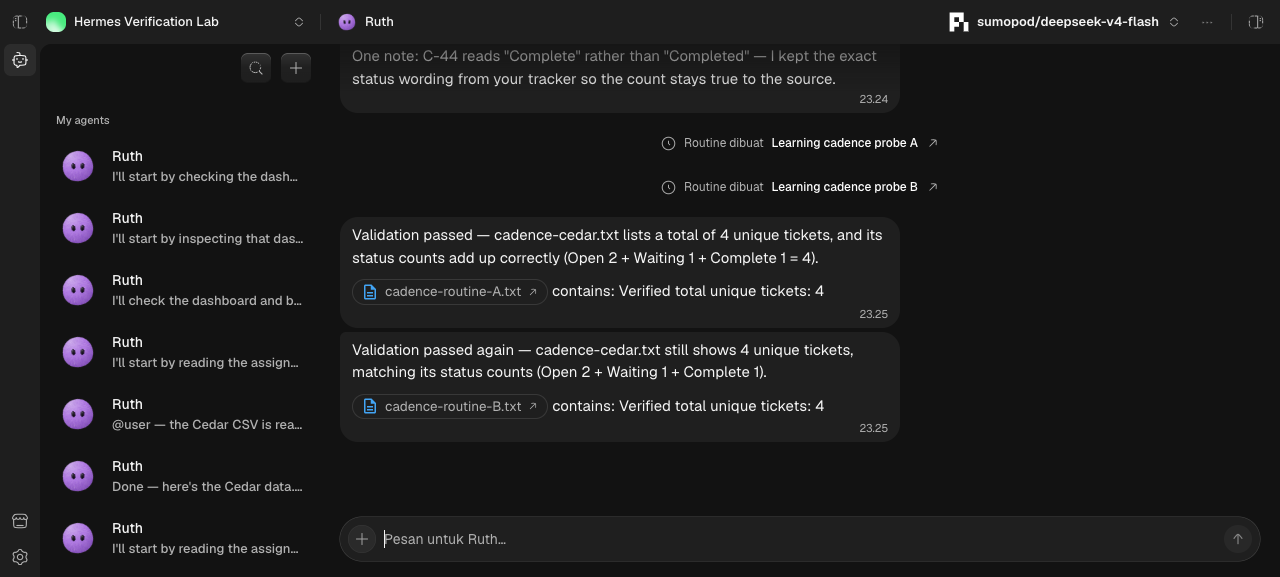 Hermes Verification Lab
Ruth
sumopod/deepseek-v4-flash
My agents
Ruth
I'll start by checking the dash...
Ruth
I'll start by inspecting that das...
Ruth
I'll check the dashboard and b...
Ruth
I'll start by reading the assign...
Ruth
@user — the Cedar CSV is rea...
Ruth
Done — here's the Cedar data....
Ruth
I'll start by reading the assign...
One note: C-44 reads "Complete" rather than "Completed" — I kept the exact
status wording from your tracker so the count stays true to the source.
23.24
Routine dibuat Learning cadence probe A
Routine dibuat Learning cadence probe B
Validation passed — cadence-cedar.txt lists a total of 4 unique tickets, and its
status counts add up correctly (Open 2 + Waiting 1 + Complete 1 = 4).
cadence-routine-A.txt contains: Verified total unique tickets: 4
23.25
Validation passed again — cadence-cedar.txt still shows 4 unique tickets,
matching its status counts (Open 2 + Waiting 1 + Complete 1).
cadence-routine-B.txt contains: Verified total unique tickets: 4
23.25
Pesan untuk Ruth...